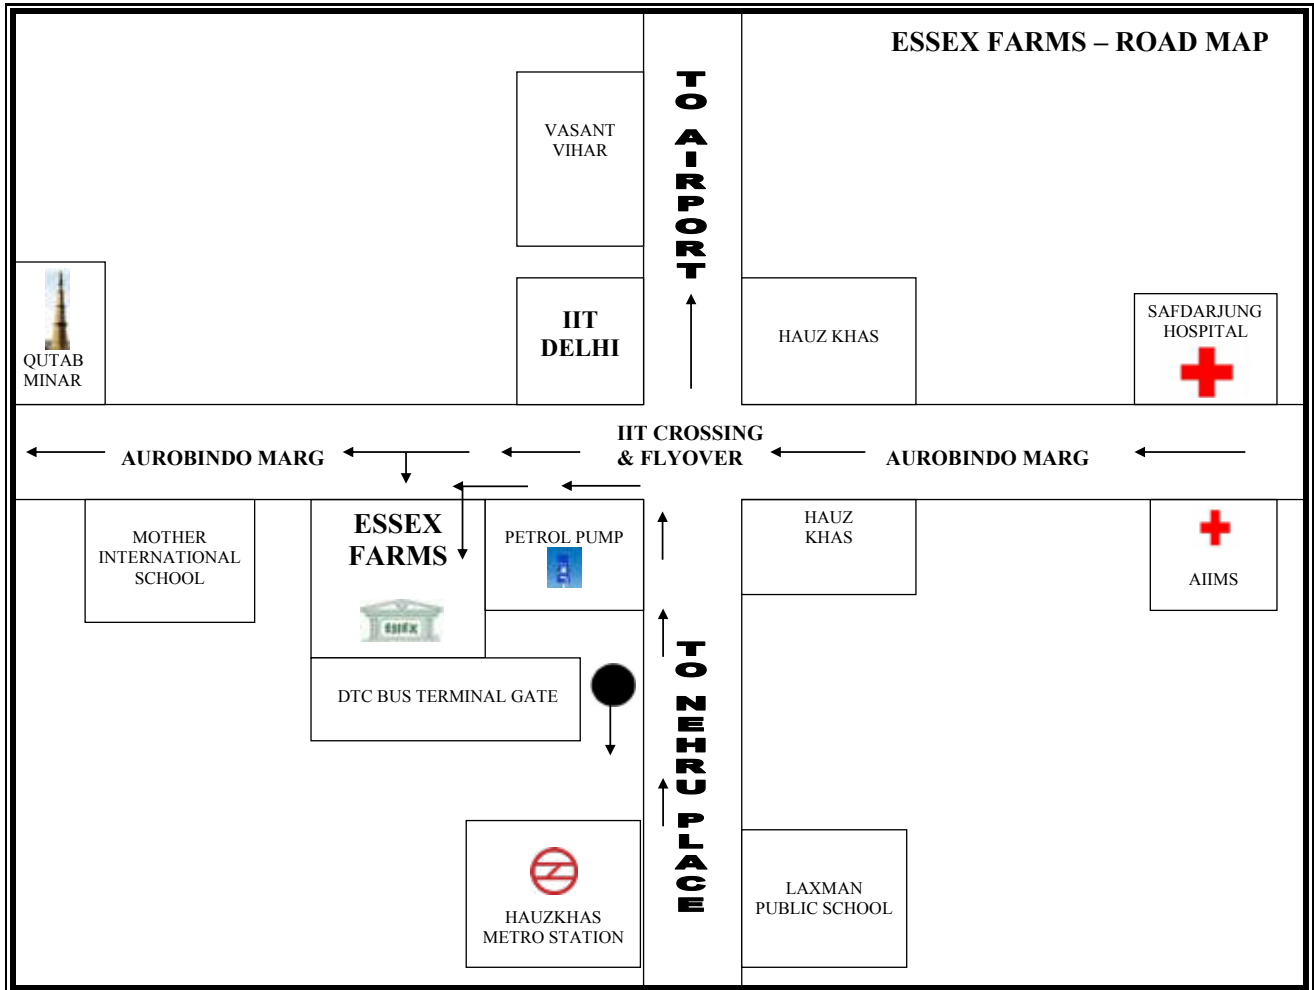 ESSEX FARMS – ROAD MAP
TO AIRPORT
VASANT
VIHAR
QUTAB
MINAR
IIT
DELHI
HAUZ KHAS
SAFDARJUNG
HOSPITAL
AUROBINDO MARG
IIT CROSSING
& FLYOVER
AUROBINDO MARG
MOTHER
INTERNATIONAL
SCHOOL
ESSEX
FARMS
ESSEX
PETROL PUMP
HAUZ
KHAS
AIIMS
DTC BUS TERMINAL GATE
TO NEHRU PLACE
HAUZKHAS
METRO STATION
LAXMAN
PUBLIC SCHOOL